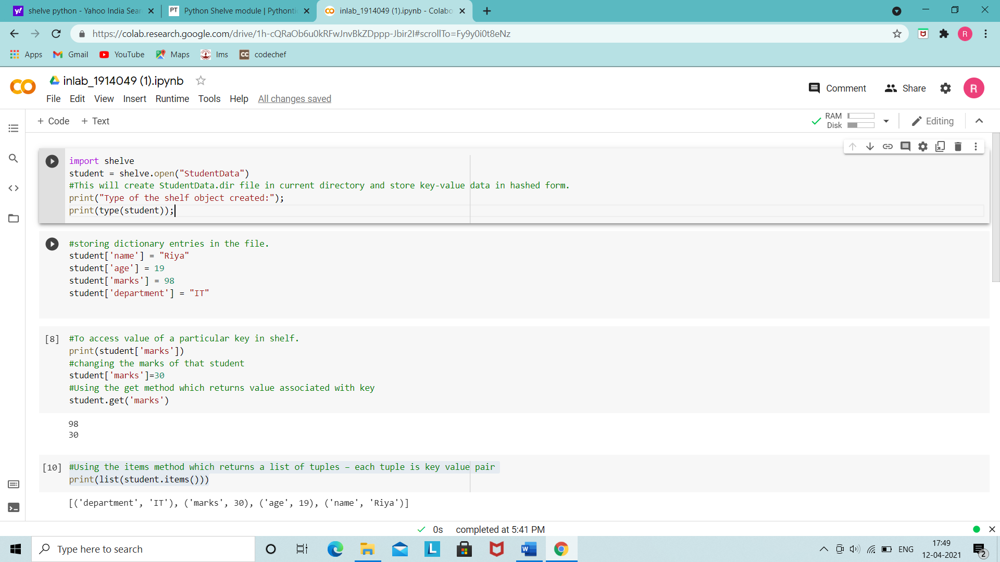 shelve python - Yahoo India Sear
PT Python Shelve module | Pythontic
inlab_1914049 (1).ipynb - Colabo
https://colab.research.google.com/drive/1h-cQRaOb6u0kRFwJnvBkZDppp-Jbir2I#scrollTo=Fy9y0i0t8eNz
R
Apps Gmail YouTube Maps lms CC codechef
inlab_1914049 (1).ipynb
File Edit View Insert Runtime Tools Help All changes saved
Comment Share R
+ Code + Text
RAM
Disk
Editing
import shelve
student = shelve.open("StudentData")
#This will create StudentData.dir file in current directory and store key-value data in hashed form.
print("Type of the shelf object created:");
print(type(student));
#storing dictionary entries in the file.
student['name'] = "Riya"
student['age'] = 19
student['marks'] = 98
student['department'] = "IT"
[8] #To access value of a particular key in shelf.
print(student['marks'])
#changing the marks of that student
student['marks']=30
#Using the get method which returns value associated with key
student.get('marks')
98
30
[10] #Using the items method which returns a list of tuples – each tuple is key value pair
print(list(student.items()))
[('department', 'IT'), ('marks', 30), ('age', 19), ('name', 'Riya')]
0s completed at 5:41 PM
Type here to search
L
W
ENG
17:49
12-04-2021
2